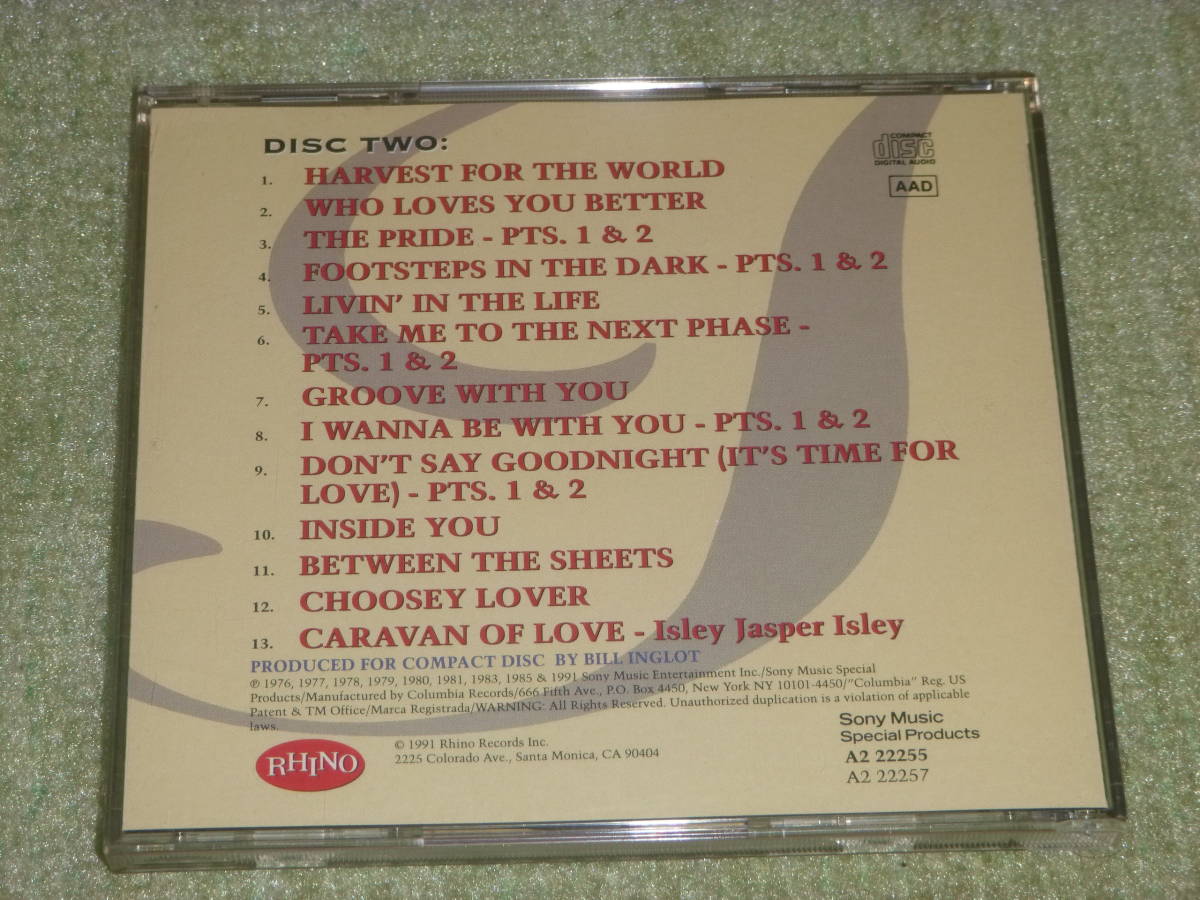 DISC TWO:
COMPACT
disc
DIGITAL AUDIO
AAD
1. HARVEST FOR THE WORLD
2. WHO LOVES YOU BETTER
3. THE PRIDE - PTS. 1 & 2
4. FOOTSTEPS IN THE DARK - PTS. 1 & 2
5. LIVIN' IN THE LIFE
6. TAKE ME TO THE NEXT PHASE -
PTS. 1 & 2
7. GROOVE WITH YOU
8. I WANNA BE WITH YOU - PTS. 1 & 2
9. DON'T SAY GOODNIGHT (IT'S TIME FOR
LOVE) - PTS. 1 & 2
10. INSIDE YOU
11. BETWEEN THE SHEETS
12. CHOOSEY LOVER
13. CARAVAN OF LOVE - Isley Jasper Isley
PRODUCED FOR COMPACT DISC BY BILL INGLOT
℗ 1976, 1977, 1978, 1979, 1980, 1981, 1983, 1985 & 1991 Sony Music Entertainment Inc./Sony Music Special
Products/Manufactured by Columbia Records/666 Fifth Ave., P.O. Box 4450, New York NY 10101-4450/"Columbia" Reg. US
Patent & TM Office/Marca Registrada/WARNING: All Rights Reserved. Unauthorized duplication is a violation of applicable
laws.
RHINO
© 1991 Rhino Records Inc.
2225 Colorado Ave., Santa Monica, CA 90404
Sony Music
Special Products
A2 22255
A2 22257